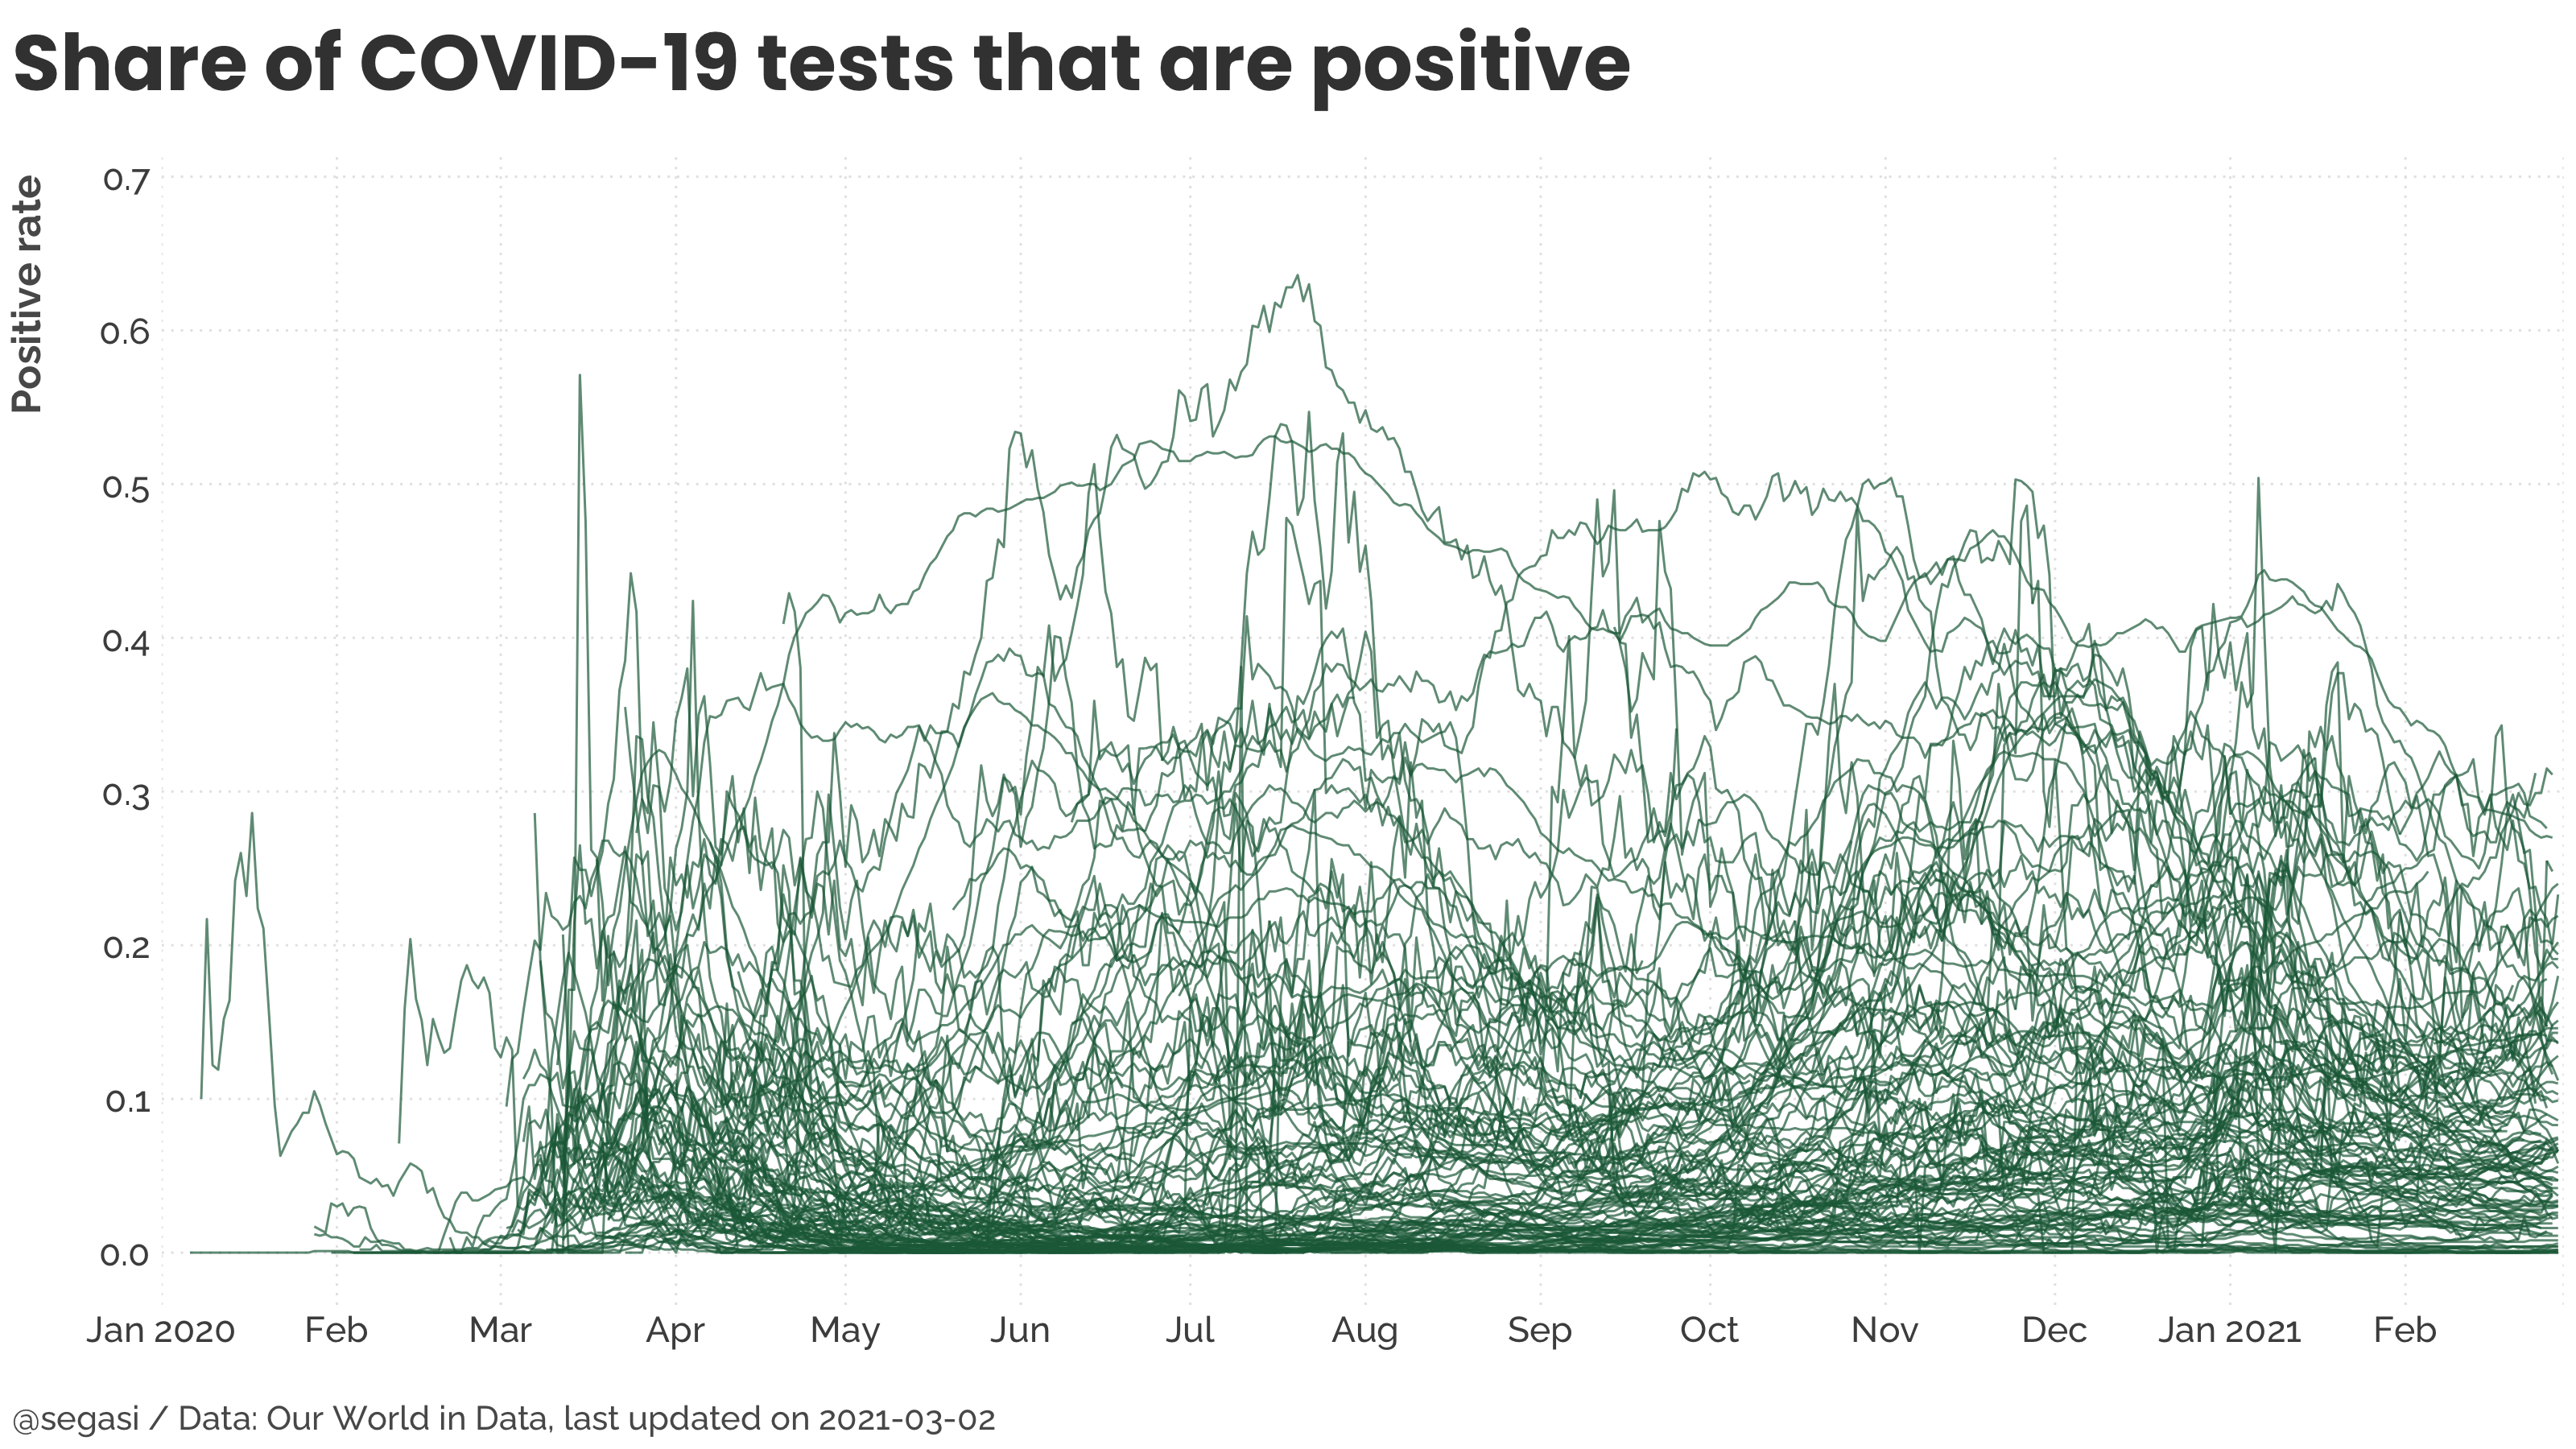 Share of COVID-19 tests that are positive
Positive rate
0.7
0.6
0.5
0.4
0.3
0.2
0.1
0.0
Jan 2020 Feb Mar Apr May Jun Jul Aug Sep Oct Nov Dec Jan 2021 Feb
@segasi / Data: Our World in Data, last updated on 2021-03-02